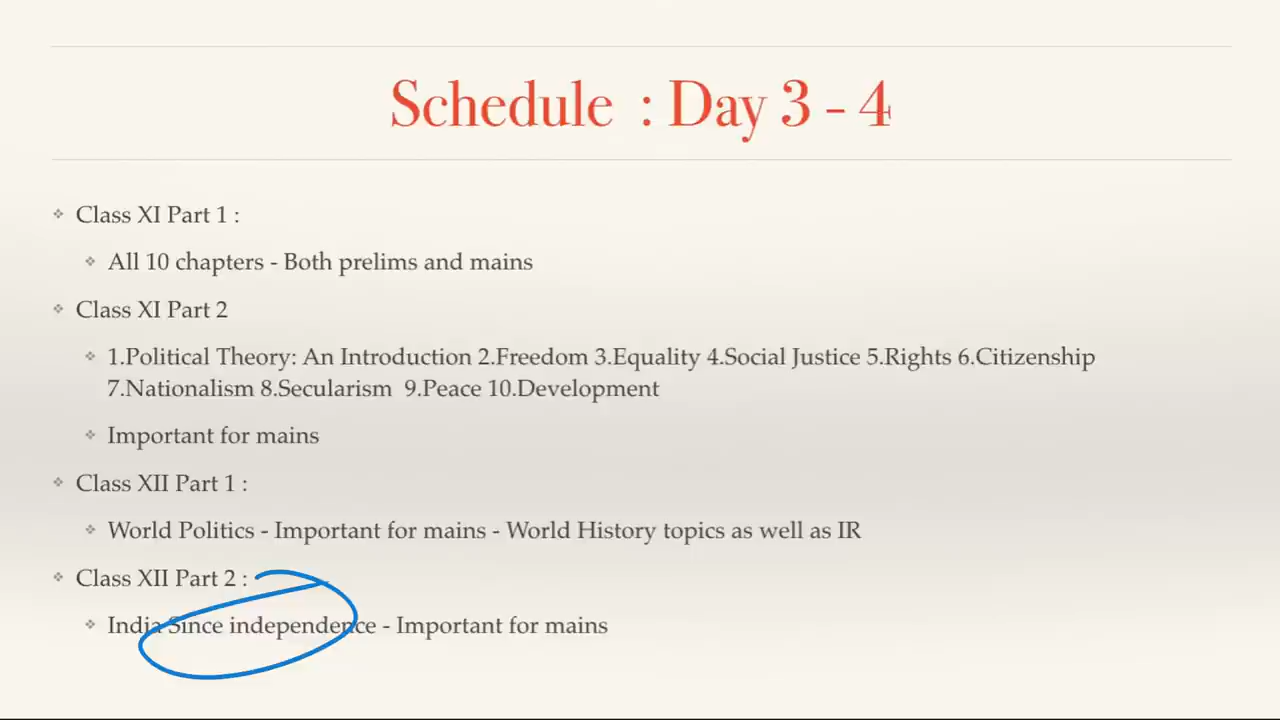 Schedule : Day 3 - 4
Class XI Part 1 :
All 10 chapters - Both prelims and mains
Class XI Part 2
1.Political Theory: An Introduction 2.Freedom 3.Equality 4.Social Justice 5.Rights 6.Citizenship
7.Nationalism 8.Secularism 9.Peace 10.Development
Important for mains
Class XII Part 1 :
World Politics - Important for mains - World History topics as well as IR
Class XII Part 2 :
India Since independence - Important for mains